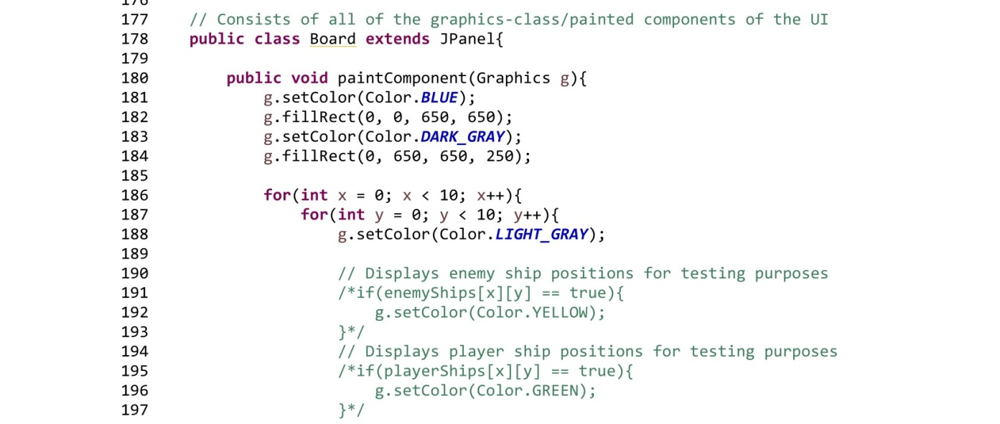 176
177 // Consists of all of the graphics-class/painted components of the UI
178 public class Board extends JPanel{
179
180 public void paintComponent(Graphics g){
181 g.setColor(Color.BLUE);
182 g.fillRect(0, 0, 650, 650);
183 g.setColor(Color.DARK_GRAY);
184 g.fillRect(0, 650, 650, 250);
185
186 for(int x = 0; x < 10; x++){
187 for(int y = 0; y < 10; y++){
188 g.setColor(Color.LIGHT_GRAY);
189
190 // Displays enemy ship positions for testing purposes
191 /*if(enemyShips[x][y] == true){
192 g.setColor(Color.YELLOW);
193 }*/
194 // Displays player ship positions for testing purposes
195 /*if(playerShips[x][y] == true){
196 g.setColor(Color.GREEN);
197 }*/